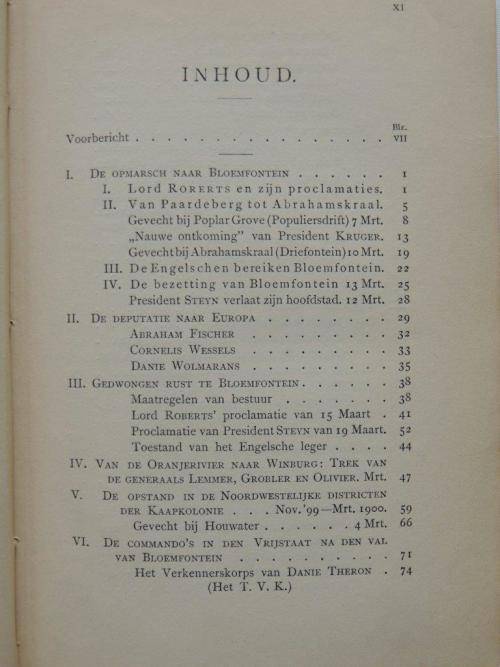 XI
INHOUD.
Blz.
Voorbericht . . . . . . . . . . . . . . . . VII
I. DE OPMARSCH NAAR BLOEMFONTEIN . . . . . . 1
I. Lord ROBERTS en zijn proclamaties. 1
II. Van Paardeberg tot Abrahamskraal. 5
Gevecht bij Poplar Grove (Populiersdrift) 7 Mrt. 8
„Nauwe ontkoming” van President KRUGER. 13
Gevecht bij Abrahamskraal (Driefontein) 10 Mrt. 19
III. De Engelschen bereiken Bloemfontein. 22
IV. De bezetting van Bloemfontein 13 Mrt. 25
President STEYN verlaat zijn hoofdstad. 12 Mrt. 28
II. DE DEPUTATIE NAAR EUROPA . . . . . . . . 29
ABRAHAM FISCHER . . . . . . . . 32
CORNELIS WESSELS . . . . . . . . 33
DANIE WOLMARANS . . . . . . . . 35
III. GEDWONGEN RUST TE BLOEMFONTEIN . . . . . . 38
Maatregelen van bestuur . . . . . . . 38
Lord ROBERTS’ proclamatie van 15 Maart . 41
Proclamatie van President STEYN van 19 Maart. 52
Toestand van het Engelsche leger . . . . 44
IV. VAN DE ORANJERIVIER NAAR WINBURG: TREK VAN
DE GENERAALS LEMMER, GROBLER EN OLIVIER. Mrt. 47
V. DE OPSTAND IN DE NOORDWESTELIJKE DISTRICTEN
DER KAAPKOLONIE . . . Nov. ’99—Mrt. 1900. 59
Gevecht bij Houwater . . . . . . 4 Mrt. 66
VI. DE COMMANDO’S IN DEN VRIJSTAAT NA DEN VAL
VAN BLOEMFONTEIN . . . . . . . . . . 71
Het Verkennerskorps van DANIE THERON . 74
(Het T. V. K.)